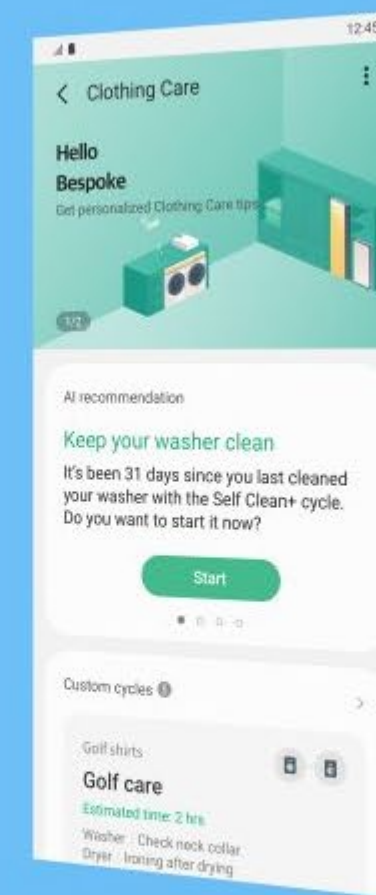 12:45
Clothing Care
Hello
Bespoke
Get personalized Clothing Care tips
1/2
AI recommendation
Keep your washer clean
It's been 31 days since you last cleaned
your washer with the Self Clean+ cycle.
Do you want to start it now?
Start
Custom cycles
Golf shirts
Golf care
Estimated time: 2 hrs
Washer : Check neck collar
Dryer : Ironing after drying